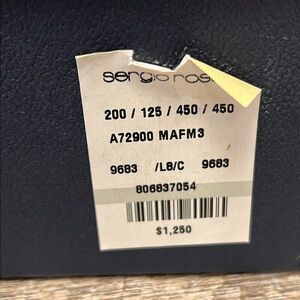 sergio ros
200 / 125 / 450 / 450
A72900 MAFM3
9683 /L8/C 9683
806837054
$1,250